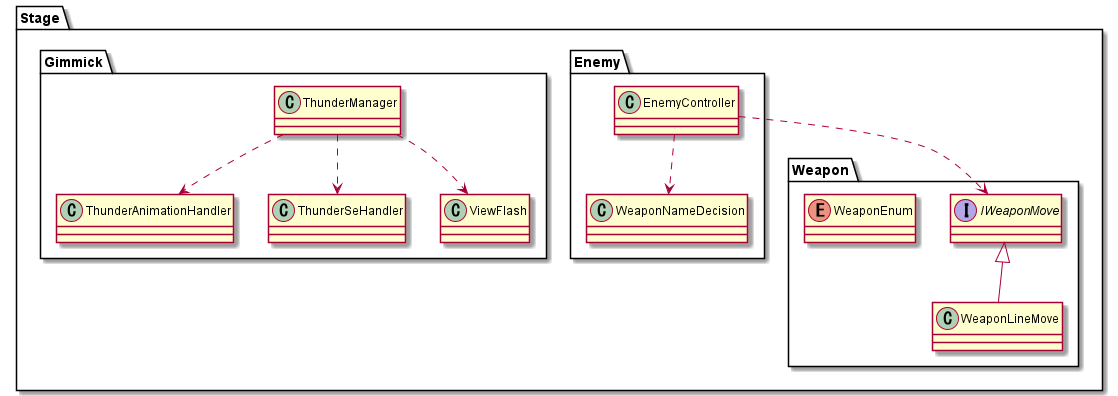 Stage
Gimmick
Enemy
C ThunderManager
C EnemyController
Weapon
C ThunderAnimationHandler
C ThunderSeHandler
C ViewFlash
C WeaponNameDecision
E WeaponEnum
I IWeaponMove
C WeaponLineMove